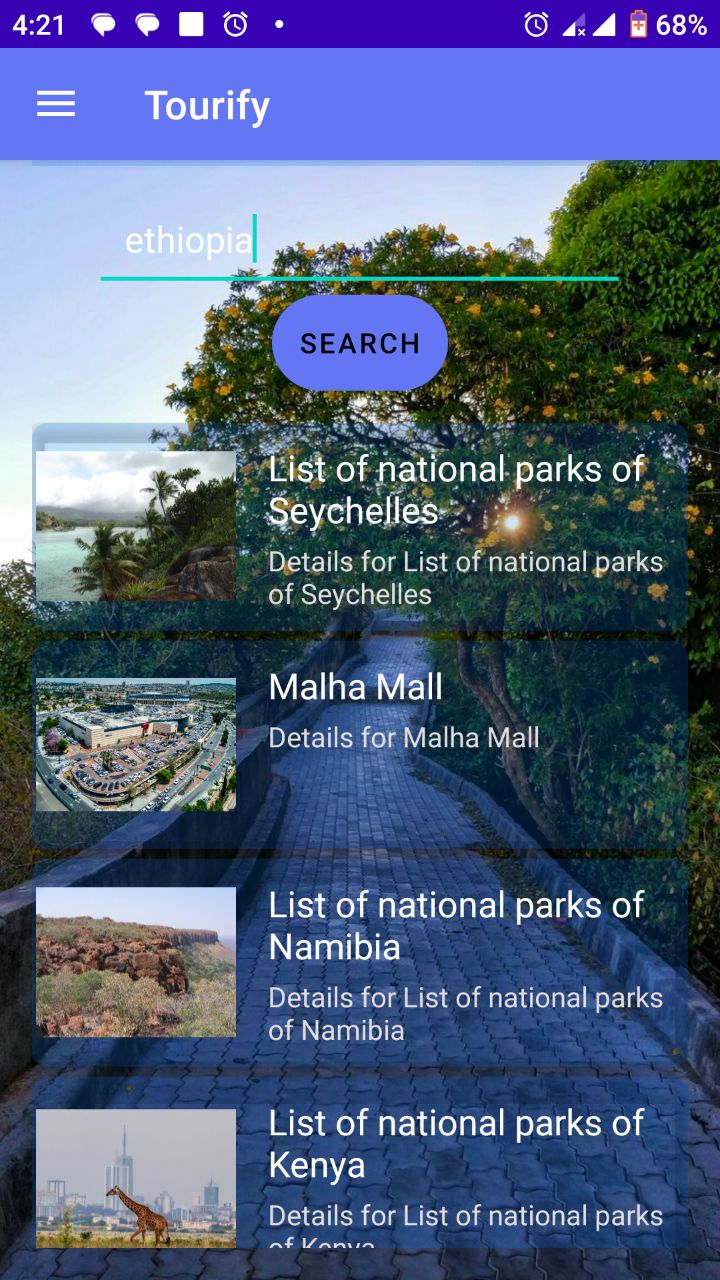 4:21
68%
Tourify
ethiopia
SEARCH
List of national parks of
Seychelles
Details for List of national parks
of Seychelles
Malha Mall
Details for Malha Mall
List of national parks of
Namibia
Details for List of national parks
of Namibia
List of national parks of
Kenya
Details for List of national parks
of Kenya